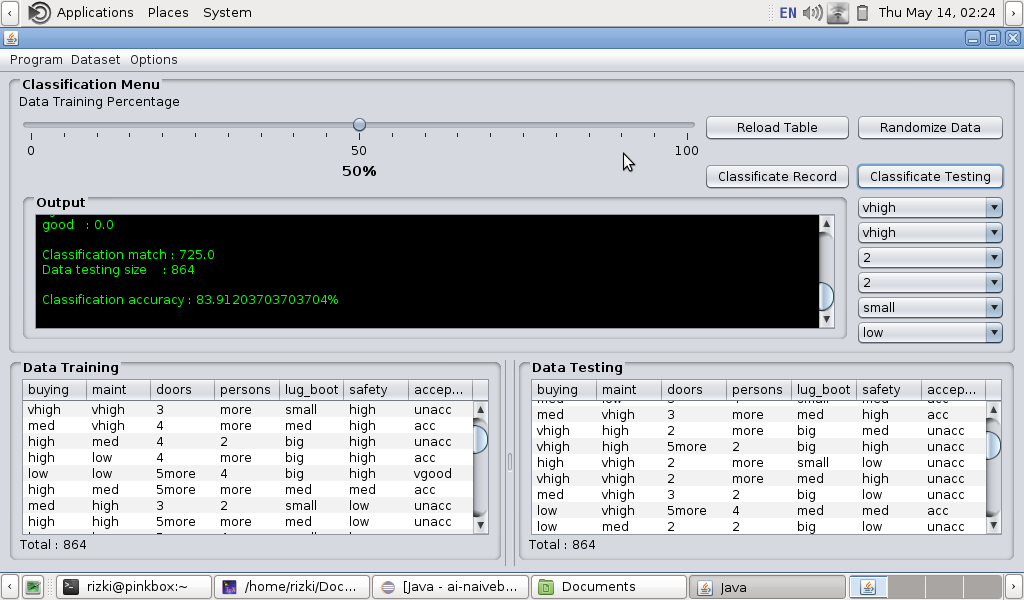 Applications Places System EN Thu May 14, 02:24
Program Dataset Options
Classification Menu
Data Training Percentage
0 50 100
50%
Reload Table Randomize Data
Classificate Record Classificate Testing
Output
good : 0.0
Classification match : 725.0
Data testing size : 864
Classification accuracy : 83.91203703703704%
vhigh
vhigh
2
2
small
low
Data Training
buying maint doors persons lug_boot safety accep...
vhigh vhigh 3 more small high unacc
med vhigh 4 more med high acc
high med 4 2 big high unacc
high low 4 more big high acc
low low 5more 4 big high vgood
high med 5more more med med acc
med high 3 2 small low unacc
high high 5more more med low unacc
Total : 864
Data Testing
buying maint doors persons lug_boot safety accep...
med vhigh 3 more med high acc
vhigh high 2 more big med unacc
vhigh high 5more 2 big high unacc
high vhigh 2 more small low unacc
vhigh vhigh 2 more med high unacc
med vhigh 3 2 big low unacc
low vhigh 5more 4 med med acc
low med 2 2 big low unacc
Total : 864
rizki@pinkbox:~ /home/rizki/Doc... [Java - ai-naiveb... Documents Java